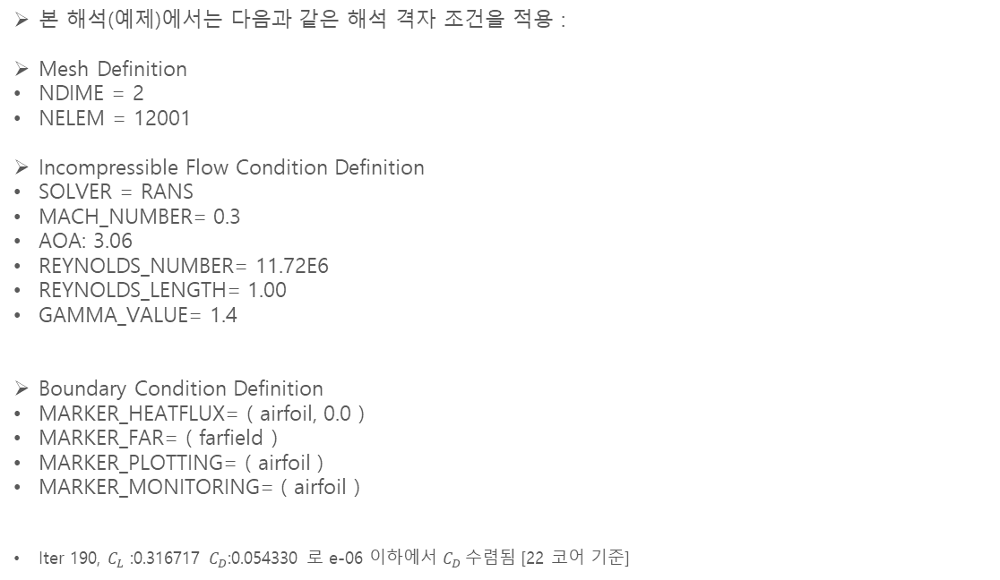 ➢ 본 해석(예제)에서는 다음과 같은 해석 격자 조건을 적용 :
➢ Mesh Definition
• NDIME = 2
• NELEM = 12001
➢ Incompressible Flow Condition Definition
• SOLVER = RANS
• MACH_NUMBER= 0.3
• AOA: 3.06
• REYNOLDS_NUMBER= 11.72E6
• REYNOLDS_LENGTH= 1.00
• GAMMA_VALUE= 1.4
➢ Boundary Condition Definition
• MARKER_HEATFLUX= ( airfoil, 0.0 )
• MARKER_FAR= ( farfield )
• MARKER_PLOTTING= ( airfoil )
• MARKER_MONITORING= ( airfoil )
• Iter 190, C_L :0.316717 C_D:0.054330 로 e-06 이하에서 C_D 수렴됨 [22 코어 기준]